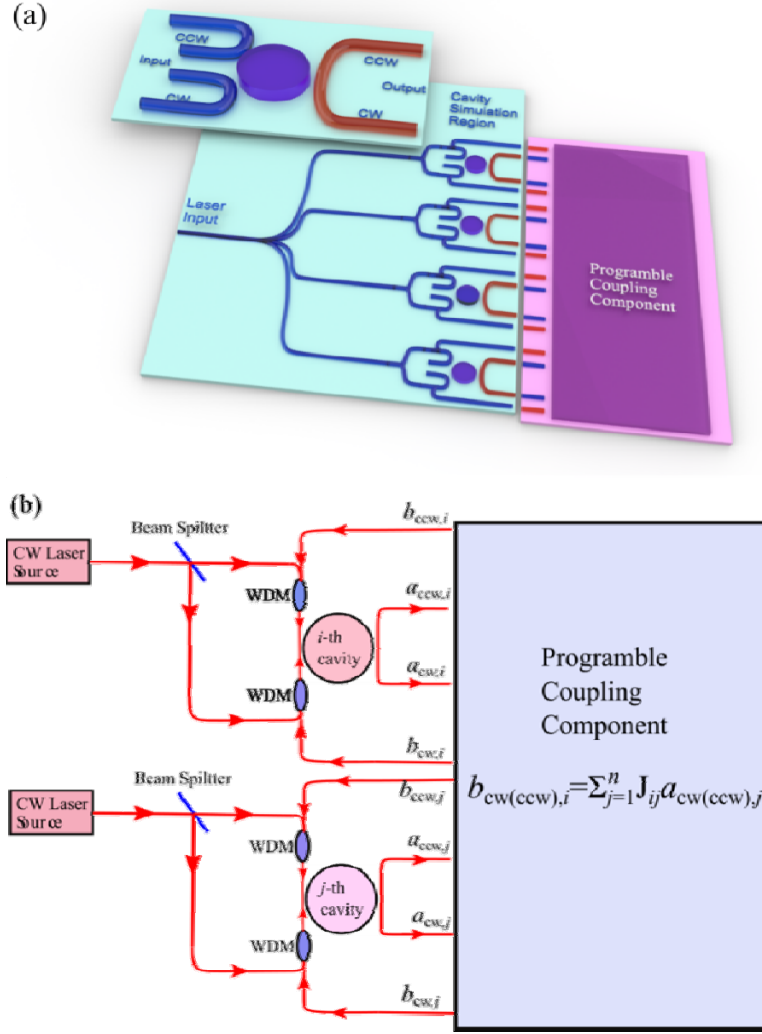 (a)
CCW
Input
CW
CCW
Output
CW
Cavity
Simulation
Region
Laser
Input
Programble
Coupling
Component
(b)
Beam Spilitter
CW Laser
Source
WDM
WDM
i-th
cavity
b_ccw,i
a_ccw,i
a_cw,i
b_cw,i
Beam Spilitter
CW Laser
Source
WDM
WDM
j-th
cavity
b_ccw,j
a_ccw,j
a_cw,j
b_cw,j
Programble
Coupling
Component
b_cw(ccw),i=Σ_{j=1}^{n} J_ij a_cw(ccw),j